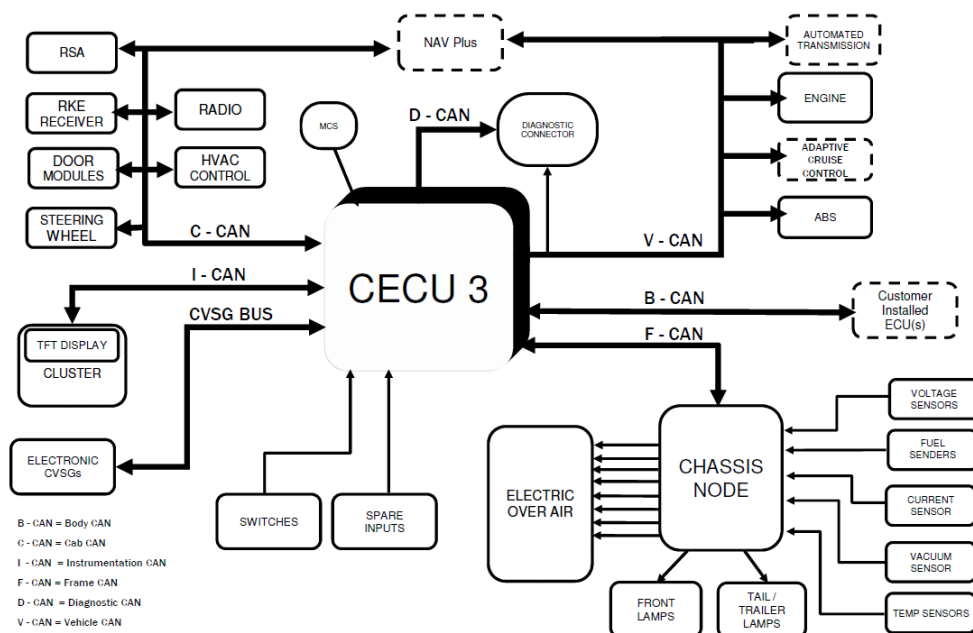 RSA
NAV Plus
AUTOMATED
TRANSMISSION
RKE
RECEIVER
RADIO
MCS
D - CAN
DIAGNOSTIC
CONNECTOR
ENGINE
DOOR
MODULES
HVAC
CONTROL
ADAPTIVE
CRUISE
CONTROL
STEERING
WHEEL
C - CAN
V - CAN
ABS
I - CAN
CECU 3
B - CAN
Customer
Installed
ECU(s)
CVSG BUS
F - CAN
TFT DISPLAY
CLUSTER
VOLTAGE
SENSORS
ELECTRONIC
CVSGs
SWITCHES
SPARE
INPUTS
ELECTRIC
OVER AIR
CHASSIS
NODE
FUEL
SENDERS
CURRENT
SENSOR
VACUUM
SENSOR
TEMP SENSORS
FRONT
LAMPS
TAIL /
TRAILER
LAMPS
B - CAN = Body CAN
C - CAN = Cab CAN
I - CAN = Instrumentation CAN
F - CAN = Frame CAN
D - CAN = Diagnostic CAN
V - CAN = Vehicle CAN